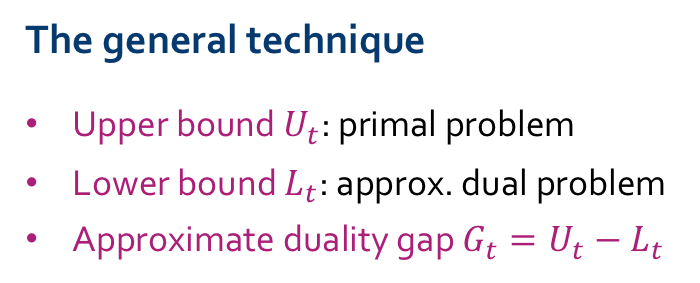 The general technique
• Upper bound U_t: primal problem
• Lower bound L_t: approx. dual problem
• Approximate duality gap G_t = U_t − L_t